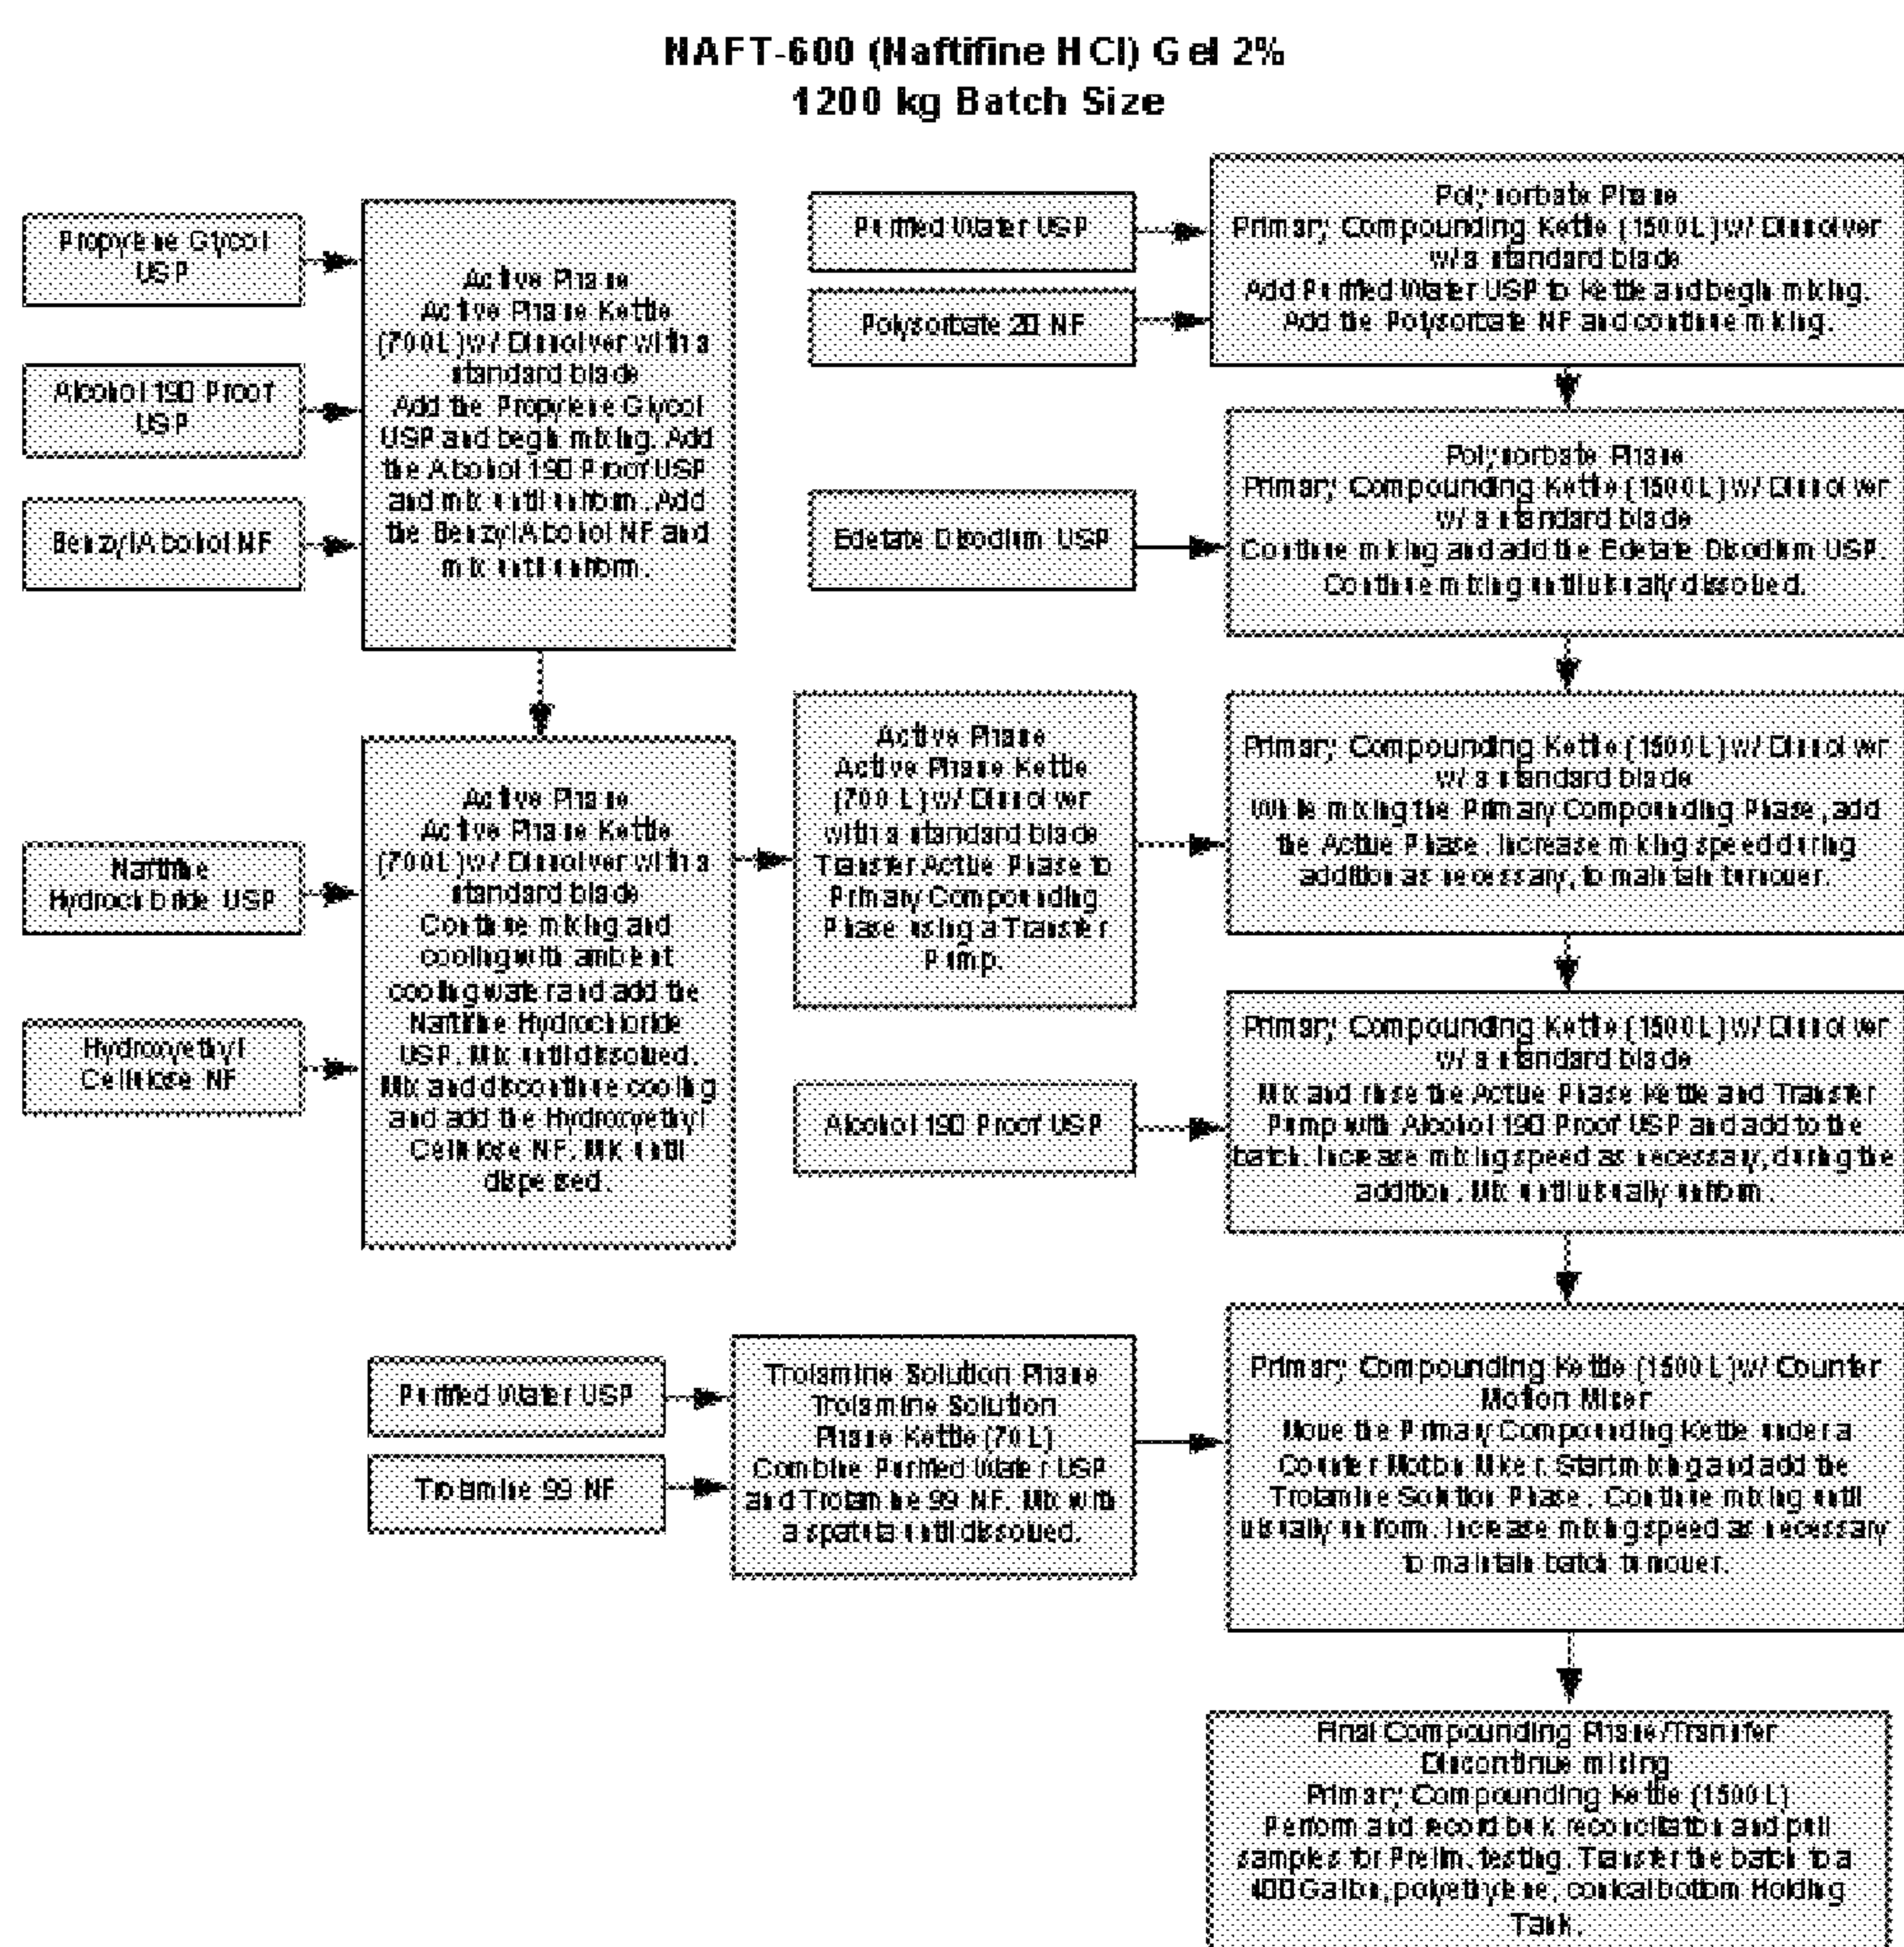 NAFT-600 (Naftifine HCl) Gel 2%
1200 kg Batch Size
Propylene Glycol
USP
Alcohol 190 Proof
USP
Benzyl Alcohol NF
Active Phase
Active Phase Kettle
(700L) w/ Dissolver with a
standard blade
Add the Propylene Glycol
USP and begin mixing. Add
the Alcohol 190 Proof USP
and mix until uniform. Add
the Benzyl Alcohol NF and
mix until uniform.
Purified Water USP
Polysorbate 20 NF
Polysorbate Phase
Primary Compounding Kettle (1500L) w/ Dissolver
w/ a standard blade
Add Purified Water USP to kettle and begin mixing.
Add the Polysorbate NF and continue mixing.
Edetate Disodium USP
Polysorbate Phase
Primary Compounding Kettle (1500L) w/ Dissolver
w/ a standard blade
Continue mixing and add the Edetate Disodium USP.
Continue mixing until visually dissolved.
Naftifine
Hydrochloride USP
Hydroxyethyl
Cellulose NF
Active Phase
Active Phase Kettle
(700L) w/ Dissolver with a
standard blade
Continue mixing and
cooling with ambient
cooling water and add the
Naftifine Hydrochloride
USP. Mix until dissolved.
Mix and discontinue cooling
and add the Hydroxyethyl
Cellulose NF. Mix until
dispersed.
Active Phase
Active Phase Kettle
(700 L) w/ Dissolver
with a standard blade
Transfer Active Phase to
Primary Compounding
Phase using a Transfer
Pump.
Primary Compounding Kettle (1500L) w/ Dissolver
w/ a standard blade
While mixing the Primary Compounding Phase, add
the Active Phase. Increase mixing speed during
addition as necessary, to maintain turnover.
Alcohol 190 Proof USP
Primary Compounding Kettle (1500L) w/ Dissolver
w/ a standard blade
Mix and rinse the Active Phase Kettle and Transfer
Pump with Alcohol 190 Proof USP and add to the
batch. Increase mixing speed as necessary, during the
addition. Mix until visually uniform.
Purified Water USP
Trolamine 99 NF
Trolamine Solution Phase
Trolamine Solution
Phase Kettle (70 L)
Combine Purified Water USP
and Trolamine 99 NF. Mix with
a spatula until dissolved.
Primary Compounding Kettle (1500 L) w/ Counter
Motion Mixer
Move the Primary Compounding Kettle under a
Counter Motion Mixer. Start mixing and add the
Trolamine Solution Phase. Continue mixing until
visually uniform. Increase mixing speed as necessary
to maintain batch turnover.
Final Compounding Phase/Transfer
Discontinue mixing
Primary Compounding Kettle (1500 L)
Perform and record bulk reconciliation and pull
samples for Prelim. testing. Transfer the batch to a
400 Gallon, polyethylene, conical bottom Holding
Tank.